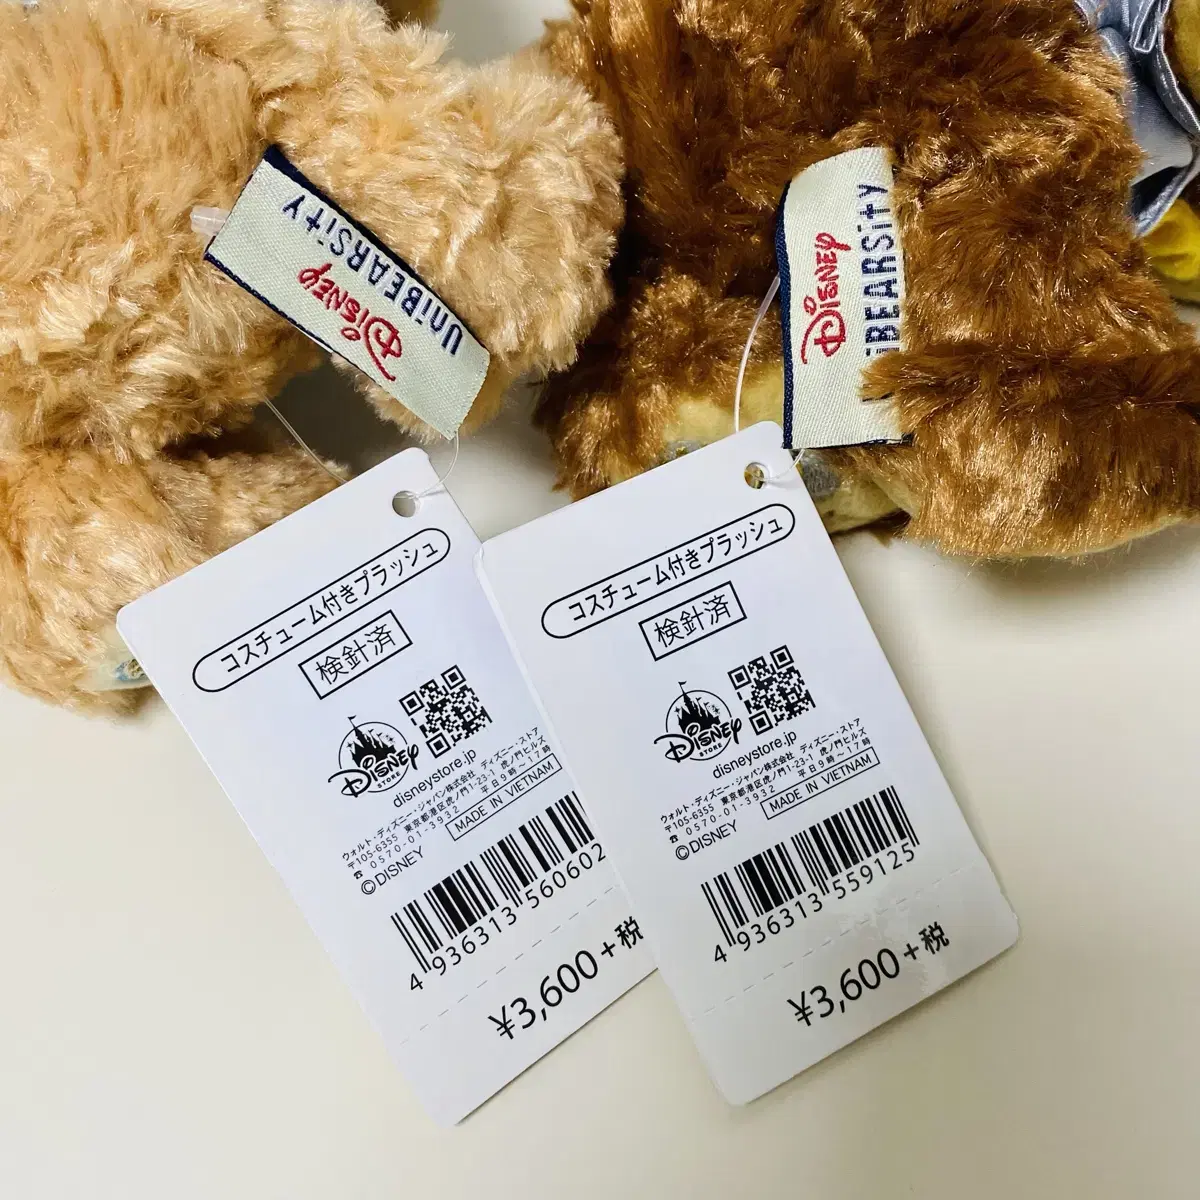 Disney
UniBEARSity
Disney
iBEARSity
コスチューム付きプラッシュ
検針済
Disney
STORE
disneystore.jp
ウォルト・ディズニー・ジャパン株式会社 ディズニー・ストア
〒105-6355 東京都港区虎ノ門1-23-1 虎ノ門ヒルズ
☎ 0570-01-3932 平日9時〜17時
©DISNEY
MADE IN VIETNAM
4 936313 560602
¥3,600+税
コスチューム付きプラッシュ
検針済
Disney
STORE
disneystore.jp
ウォルト・ディズニー・ジャパン株式会社 ディズニー・ストア
〒105-6355 東京都港区虎ノ門1-23-1 虎ノ門ヒルズ
☎ 0570-01-3932 平日9時〜17時
©DISNEY
MADE IN VIETNAM
4 936313 559125
¥3,600+税